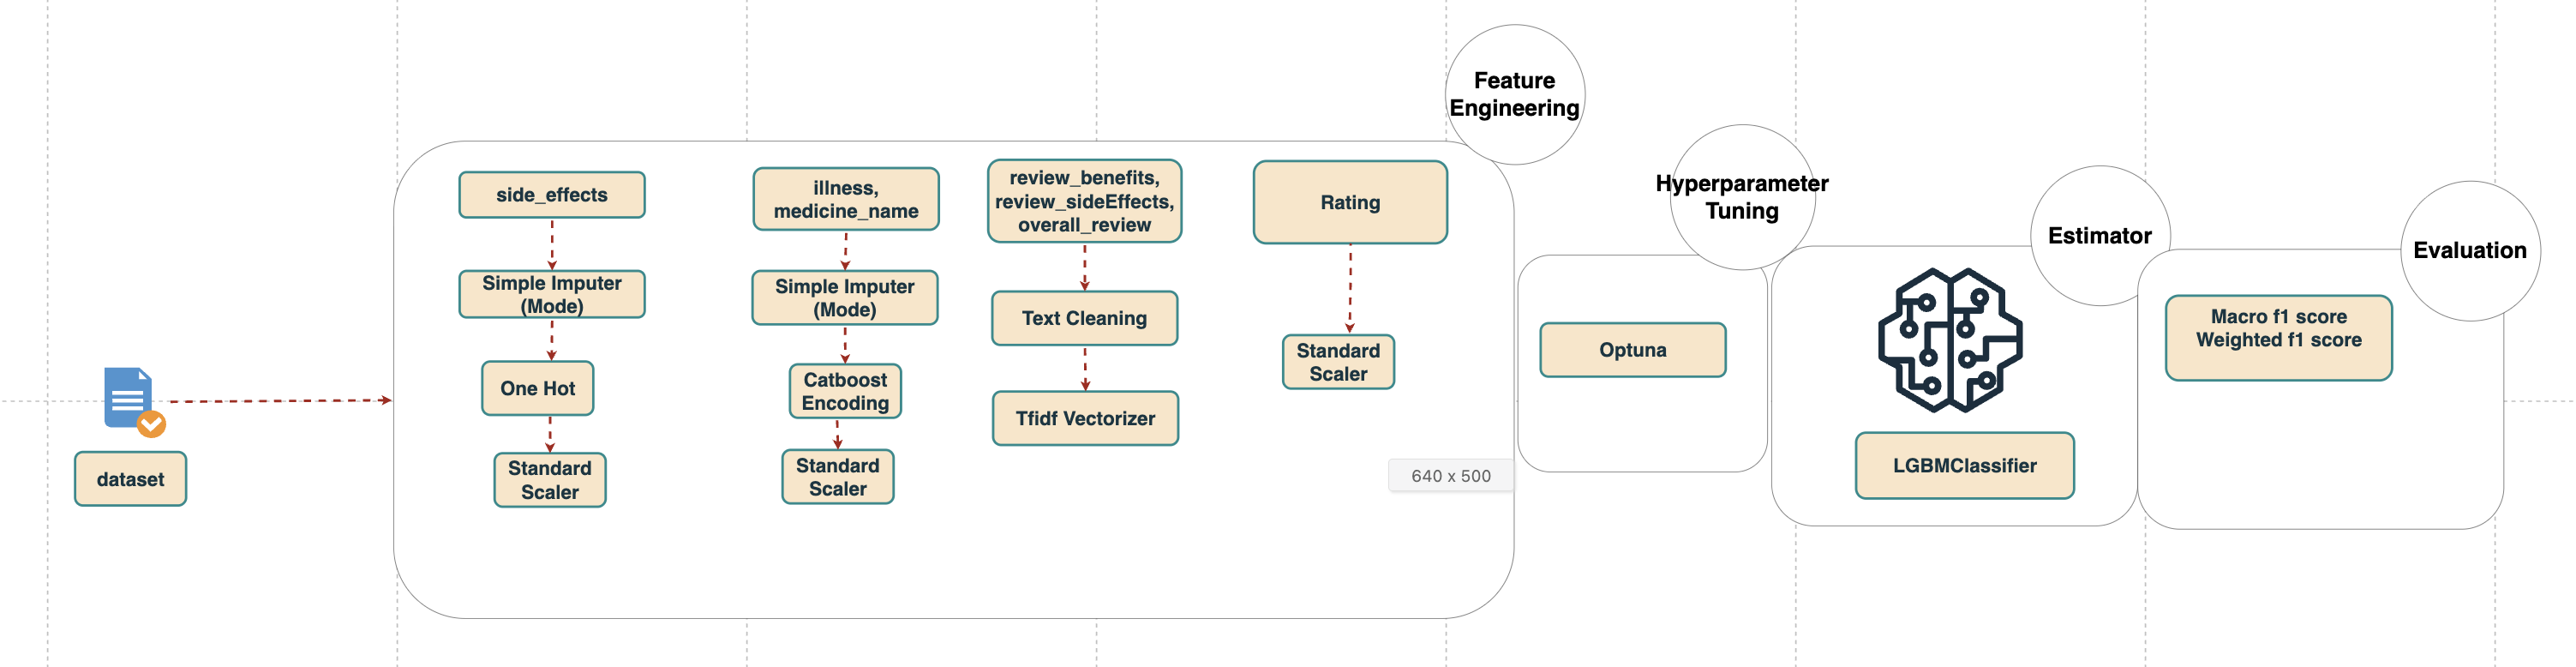 Feature
Engineering
Hyperparameter
Tuning
Estimator
Evaluation
dataset
side_effects
Simple Imputer
(Mode)
One Hot
Standard
Scaler
illness,
medicine_name
Simple Imputer
(Mode)
Catboost
Encoding
Standard
Scaler
review_benefits,
review_sideEffects,
overall_review
Text Cleaning
Tfidf Vectorizer
Rating
Standard
Scaler
640 x 500
Optuna
LGBMClassifier
Macro f1 score
Weighted f1 score